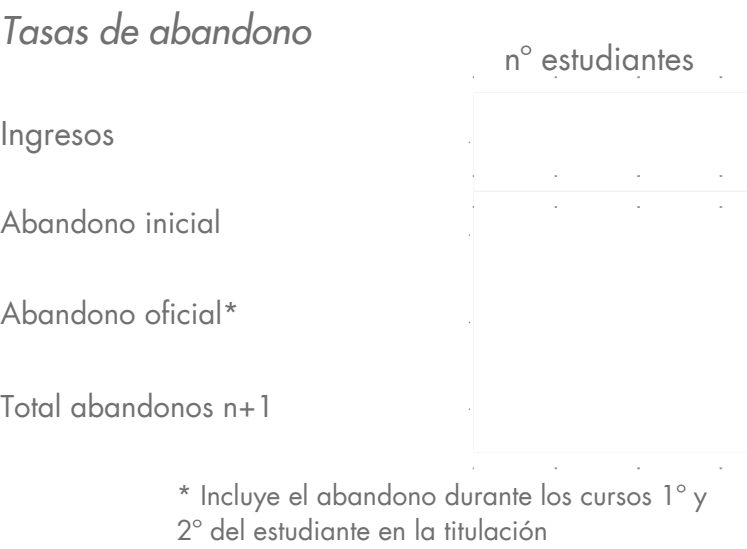 Tasas de abandono
nº estudiantes
Ingresos
Abandono inicial
Abandono oficial*
Total abandonos n+1
* Incluye el abandono durante los cursos 1º y
2º del estudiante en la titulación